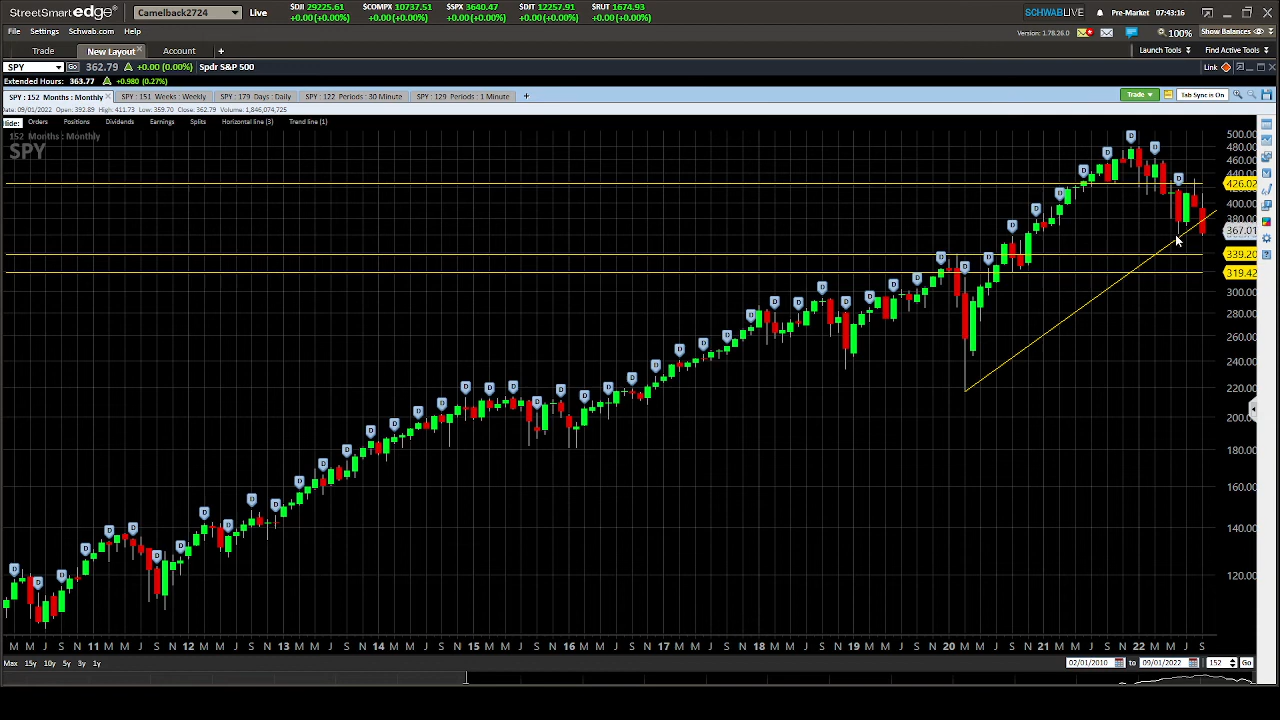 StreetSmart edge® Camelback2724 Live $DJI 29225.61 $COMPX 10737.51 $SPX 3640.47 $DJT 12257.91 $RUT 1674.93 SCHWABLIVE Pre-Market 07:43:16
+0.00 (+0.00%) +0.00 (+0.00%) +0.00 (+0.00%) +0.00 (+0.00%) +0.00 (+0.00%)
File Settings Schwab.com Help Version: 1.78.26.0 100% Show Balances
Trade New Layout Account + Launch Tools Find Active Tools
SPY 362.79 +0.00 (0.00%) Spdr S&P 500 Link
Extended Hours: 363.77 +0.980 (0.27%)
SPY : 152 Months : Monthly SPY : 151 Weeks : Weekly SPY : 179 Days : Daily SPY : 122 Periods : 30 Minute SPY : 129 Periods : 1 Minute + Trade Tab Sync is On
Date: 09/01/2022 Open: 392.89 High: 411.73 Low: 359.70 Close: 362.79 Volume: 1,846,074,725
Hide: Orders Positions Dividends Earnings Splits Horizontal line (3) Trend line (1)
152 Months : Monthly
SPY
500.00
480.00
460.00
440.00
426.02
400.00
380.00
367.01
339.20
319.42
300.00
280.00
260.00
240.00
220.00
200.00
180.00
160.00
140.00
120.00
M M J S N 11 M M J S N 12 M M J S N 13 M M J S N 14 M M J S N 15 M M J S N 16 M M J S N 17 M M J S N 18 M M J S N 19 M M J S N 20 M M J S N 21 M M J S N 22 M M J S
Max 15y 10y 5y 3y 1y 02/01/2010 to 09/01/2022 152 Go